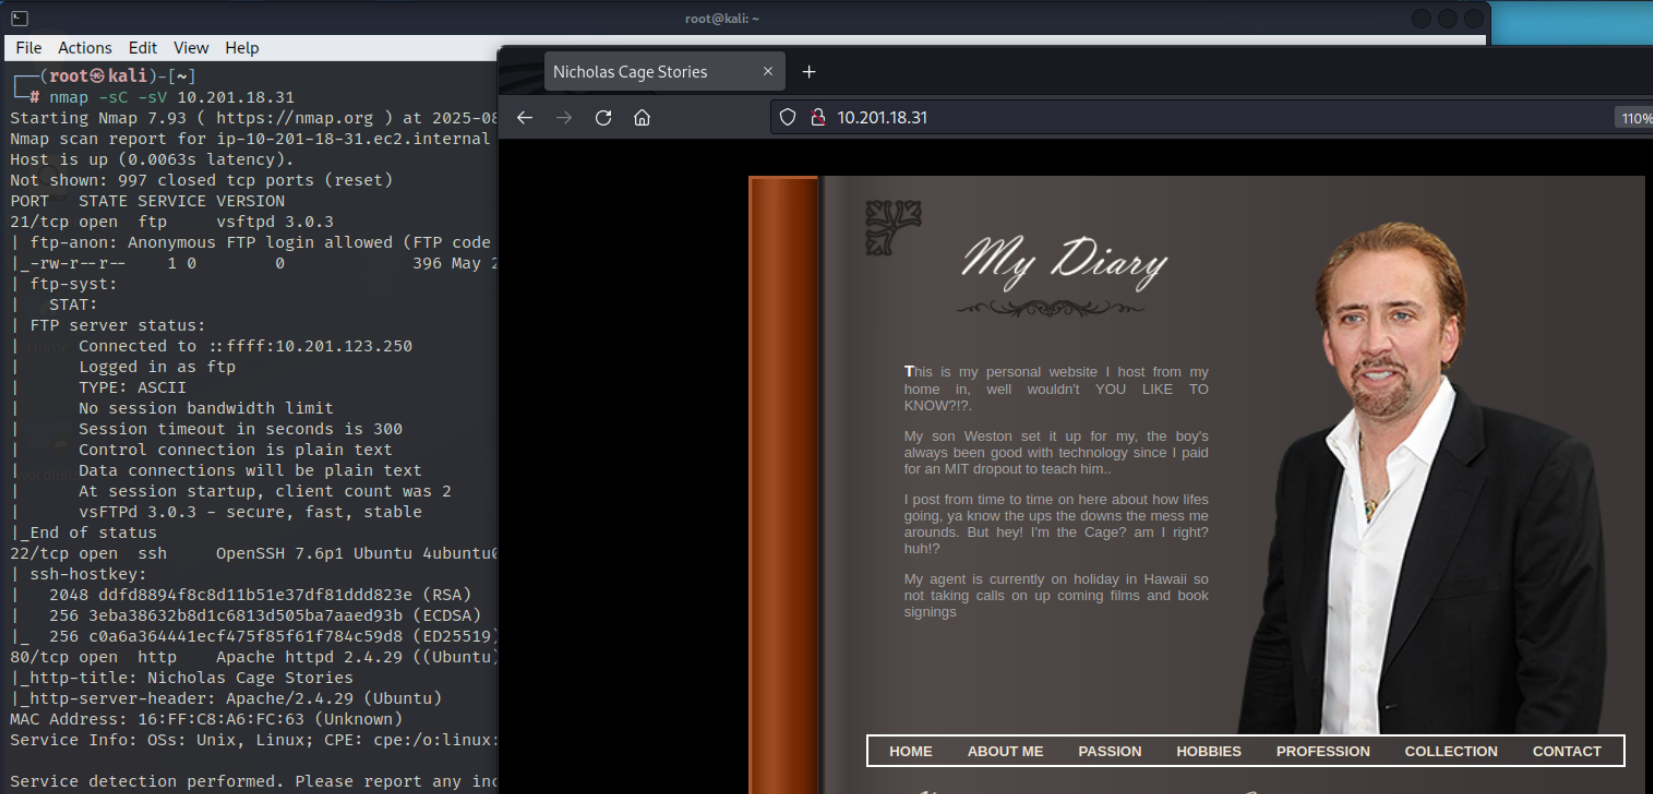 root@kali: ~
File Actions Edit View Help
┌──(root㉿kali)-[~]
└─# nmap -sC -sV 10.201.18.31
Starting Nmap 7.93 ( https://nmap.org ) at 2025-08
Nmap scan report for ip-10-201-18-31.ec2.internal
Host is up (0.0063s latency).
Not shown: 997 closed tcp ports (reset)
PORT   STATE SERVICE VERSION
21/tcp open  ftp     vsftpd 3.0.3
| ftp-anon: Anonymous FTP login allowed (FTP code
|_-rw-r--r--    1 0        0             396 May 2
| ftp-syst:
|   STAT:
| FTP server status:
|      Connected to ::ffff:10.201.123.250
|      Logged in as ftp
|      TYPE: ASCII
|      No session bandwidth limit
|      Session timeout in seconds is 300
|      Control connection is plain text
|      Data connections will be plain text
|      At session startup, client count was 2
|      vsFTPd 3.0.3 - secure, fast, stable
|_End of status
22/tcp open  ssh     OpenSSH 7.6p1 Ubuntu 4ubuntu0
| ssh-hostkey:
|   2048 ddfd8894f8c8d11b51e37df81ddd823e (RSA)
|   256 3eba38632b8d1c6813d505ba7aaed93b (ECDSA)
|_  256 c0a6a364441ecf475f85f61f784c59d8 (ED25519)
80/tcp open  http    Apache httpd 2.4.29 ((Ubuntu)
|_http-title: Nicholas Cage Stories
|_http-server-header: Apache/2.4.29 (Ubuntu)
MAC Address: 16:FF:C8:A6:FC:63 (Unknown)
Service Info: OSs: Unix, Linux; CPE: cpe:/o:linux:
Service detection performed. Please report any inc
Nicholas Cage Stories
10.201.18.31
110%
My Diary
This is my personal website I host from my
home in, well wouldn't YOU LIKE TO
KNOW?!?.
My son Weston set it up for my, the boy's
always been good with technology since I paid
for an MIT dropout to teach him..
I post from time to time on here about how lifes
going, ya know the ups the downs the mess me
arounds. But hey! I'm the Cage? am I right?
huh!?
My agent is currently on holiday in Hawaii so
not taking calls on up coming films and book
signings
HOME ABOUT ME PASSION HOBBIES PROFESSION COLLECTION CONTACT